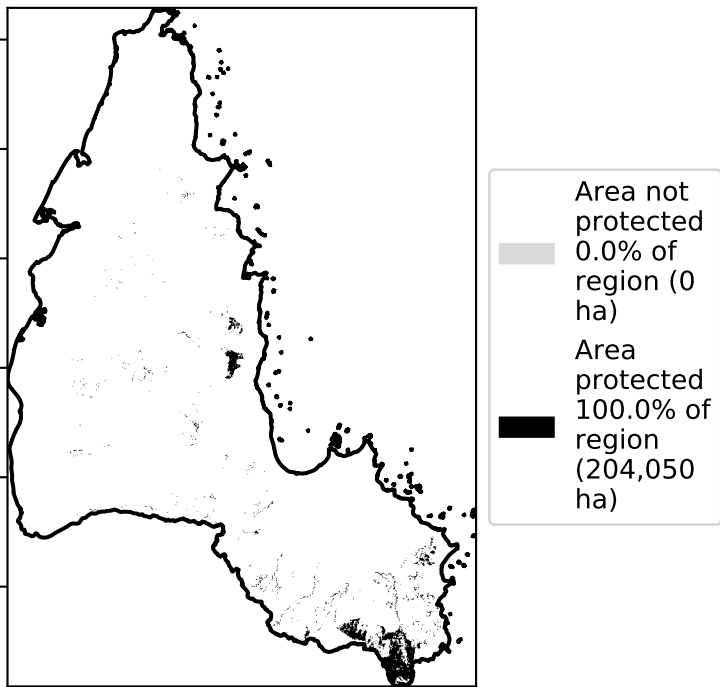 Area not
protected
0.0% of
region (0
ha)
Area
protected
100.0% of
region
(204,050
ha)